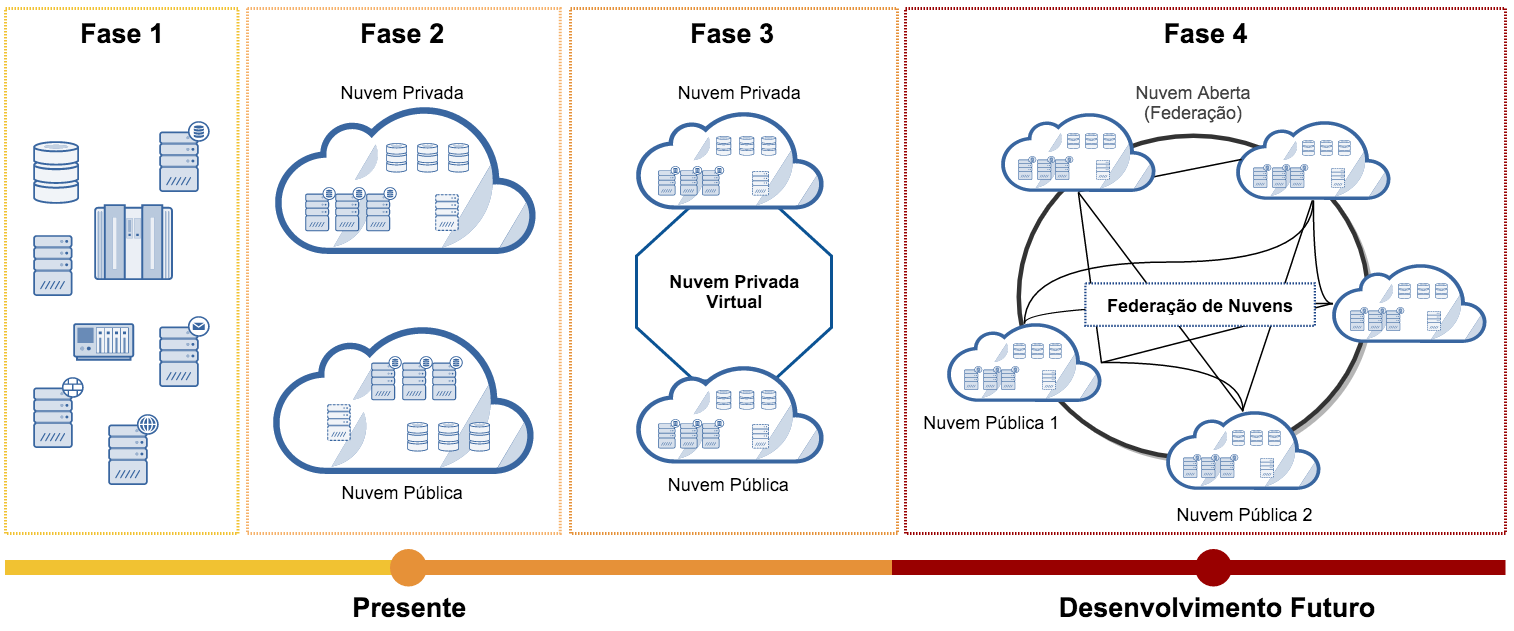 Fase 1
Fase 2
Nuvem Privada
Nuvem Pública
Fase 3
Nuvem Privada
Nuvem Privada
Virtual
Nuvem Pública
Fase 4
Nuvem Aberta
(Federação)
Federação de Nuvens
Nuvem Pública 1
Nuvem Pública 2
Presente
Desenvolvimento Futuro